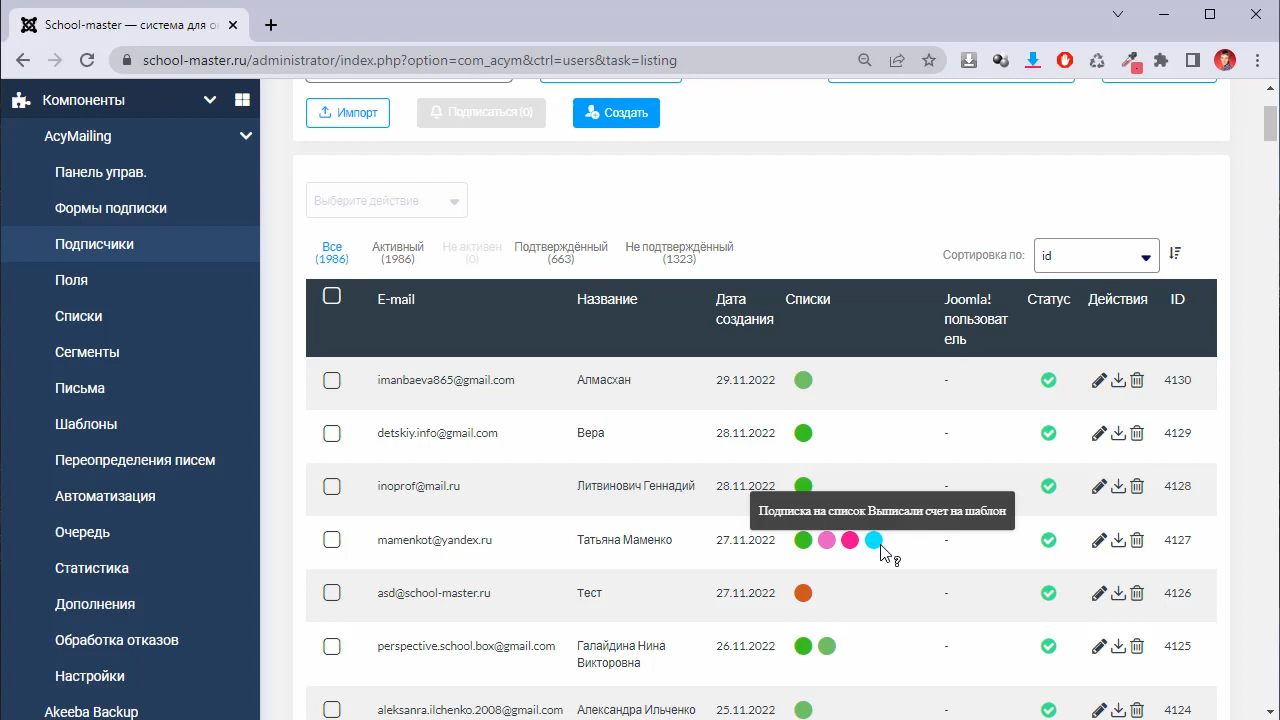 School-master — система для о
school-master.ru/administrator/index.php?option=com_acym&ctrl=users&task=listing
Компоненты
AcyMailing
Панель управ.
Формы подписки
Подписчики
Поля
Списки
Сегменты
Письма
Шаблоны
Переопределения писем
Автоматизация
Очередь
Статистика
Дополнения
Обработка отказов
Настройки
Akeeba Backup
Импорт
Подписаться (0)
Создать
Выберите действие
Все
(1986)
Активный
(1986)
Не активен
(0)
Подтверждённый
(663)
Не подтверждённый
(1323)
Сортировка по:
id
E-mail Название Дата создания Списки Joomla! пользователь Статус Действия ID
imanbaeva865@gmail.com Алмасхан 29.11.2022 - 4130
detskiy.info@gmail.com Вера 28.11.2022 - 4129
inoprof@mail.ru Литвинович Геннадий 28.11.2022 - 4128
Подписка на список Выписали счет на шаблон
mamenkot@yandex.ru Татьяна Маменко 27.11.2022 - 4127
asd@school-master.ru Тест 27.11.2022 - 4126
perspective.school.box@gmail.com Галайдина Нина Викторовна 26.11.2022 - 4125
aleksanra.ilchenko.2008@gmail.com Александра Ильченко 25.11.2022 - 4124